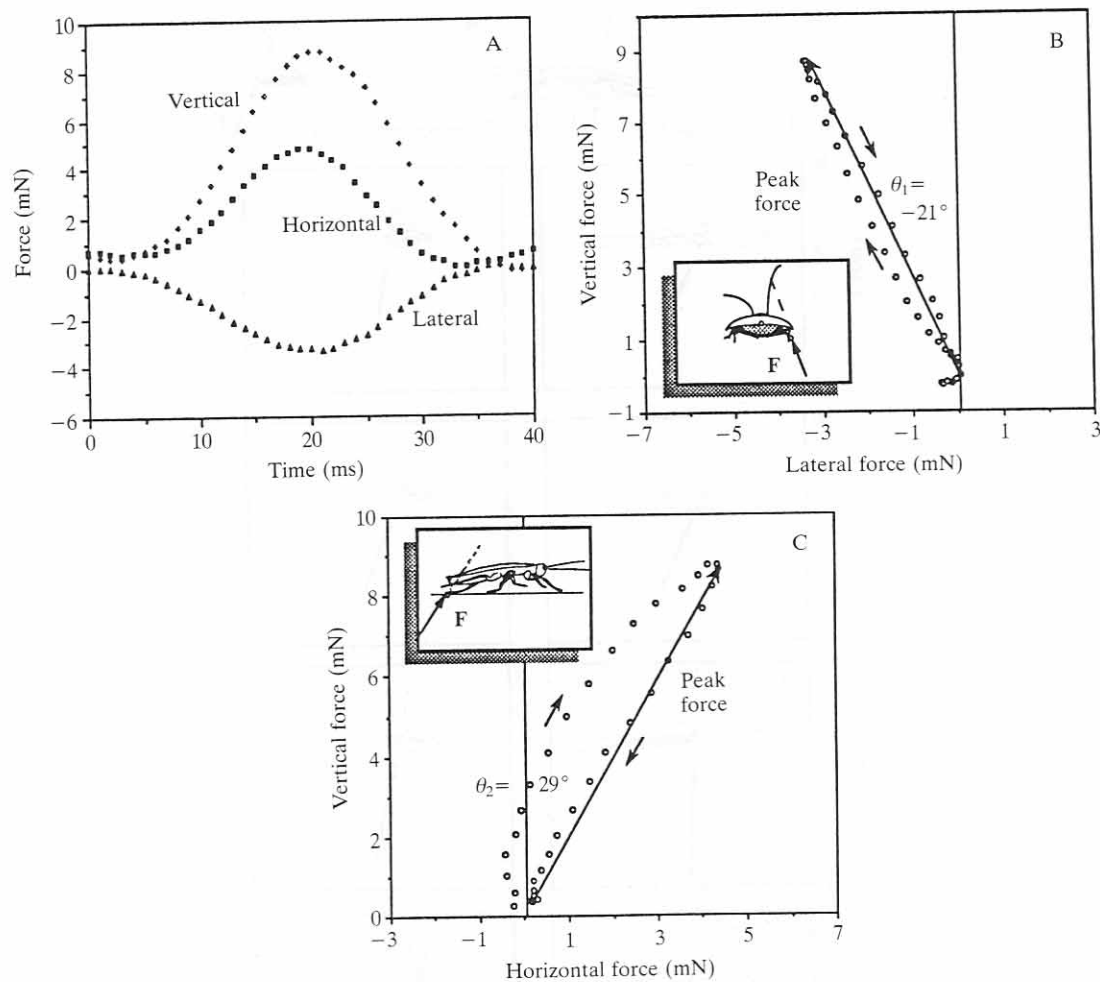 A
10
8
6
4
2
0
−2
−4
−6
Force (mN)
Vertical
Horizontal
Lateral
0
10
20
30
40
Time (ms)
B
9
7
5
3
1
−1
Vertical force (mN)
Peak
force
θ1=
−21°
F
−7
−5
−3
−1
1
3
Lateral force (mN)
C
10
8
6
4
2
0
Vertical force (mN)
F
Peak
force
θ2= 29°
−3
−1
1
3
5
7
Horizontal force (mN)